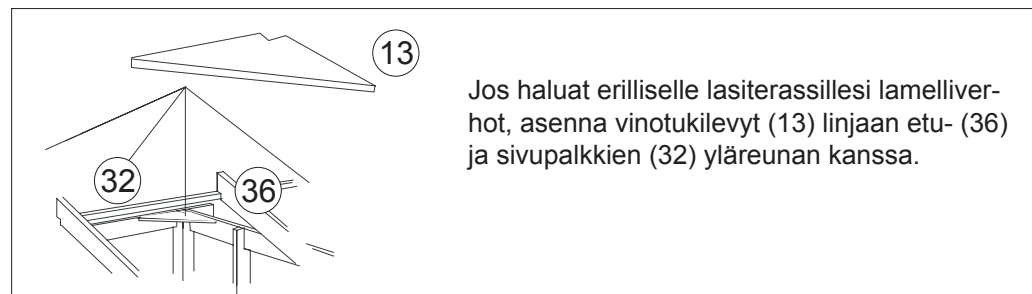 13
Jos haluat erilliselle lasiterassillesi lamelliver-
hot, asenna vinotukilevyt (13) linjaan etu- (36)
ja sivupalkkien (32) yläreunan kanssa.
32
36